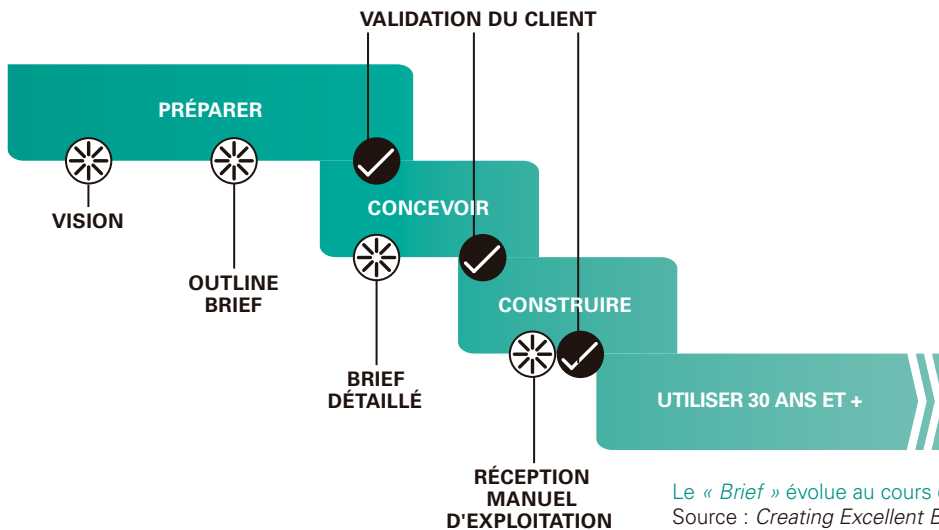 VALIDATION DU CLIENT
PRÉPARER
VISION
CONCEVOIR
OUTLINE
BRIEF
CONSTRUIRE
BRIEF
DÉTAILLÉ
UTILISER 30 ANS ET +
RÉCEPTION
MANUEL
D'EXPLOITATION
Le « Brief » évolue au cours
Source : Creating Excellent